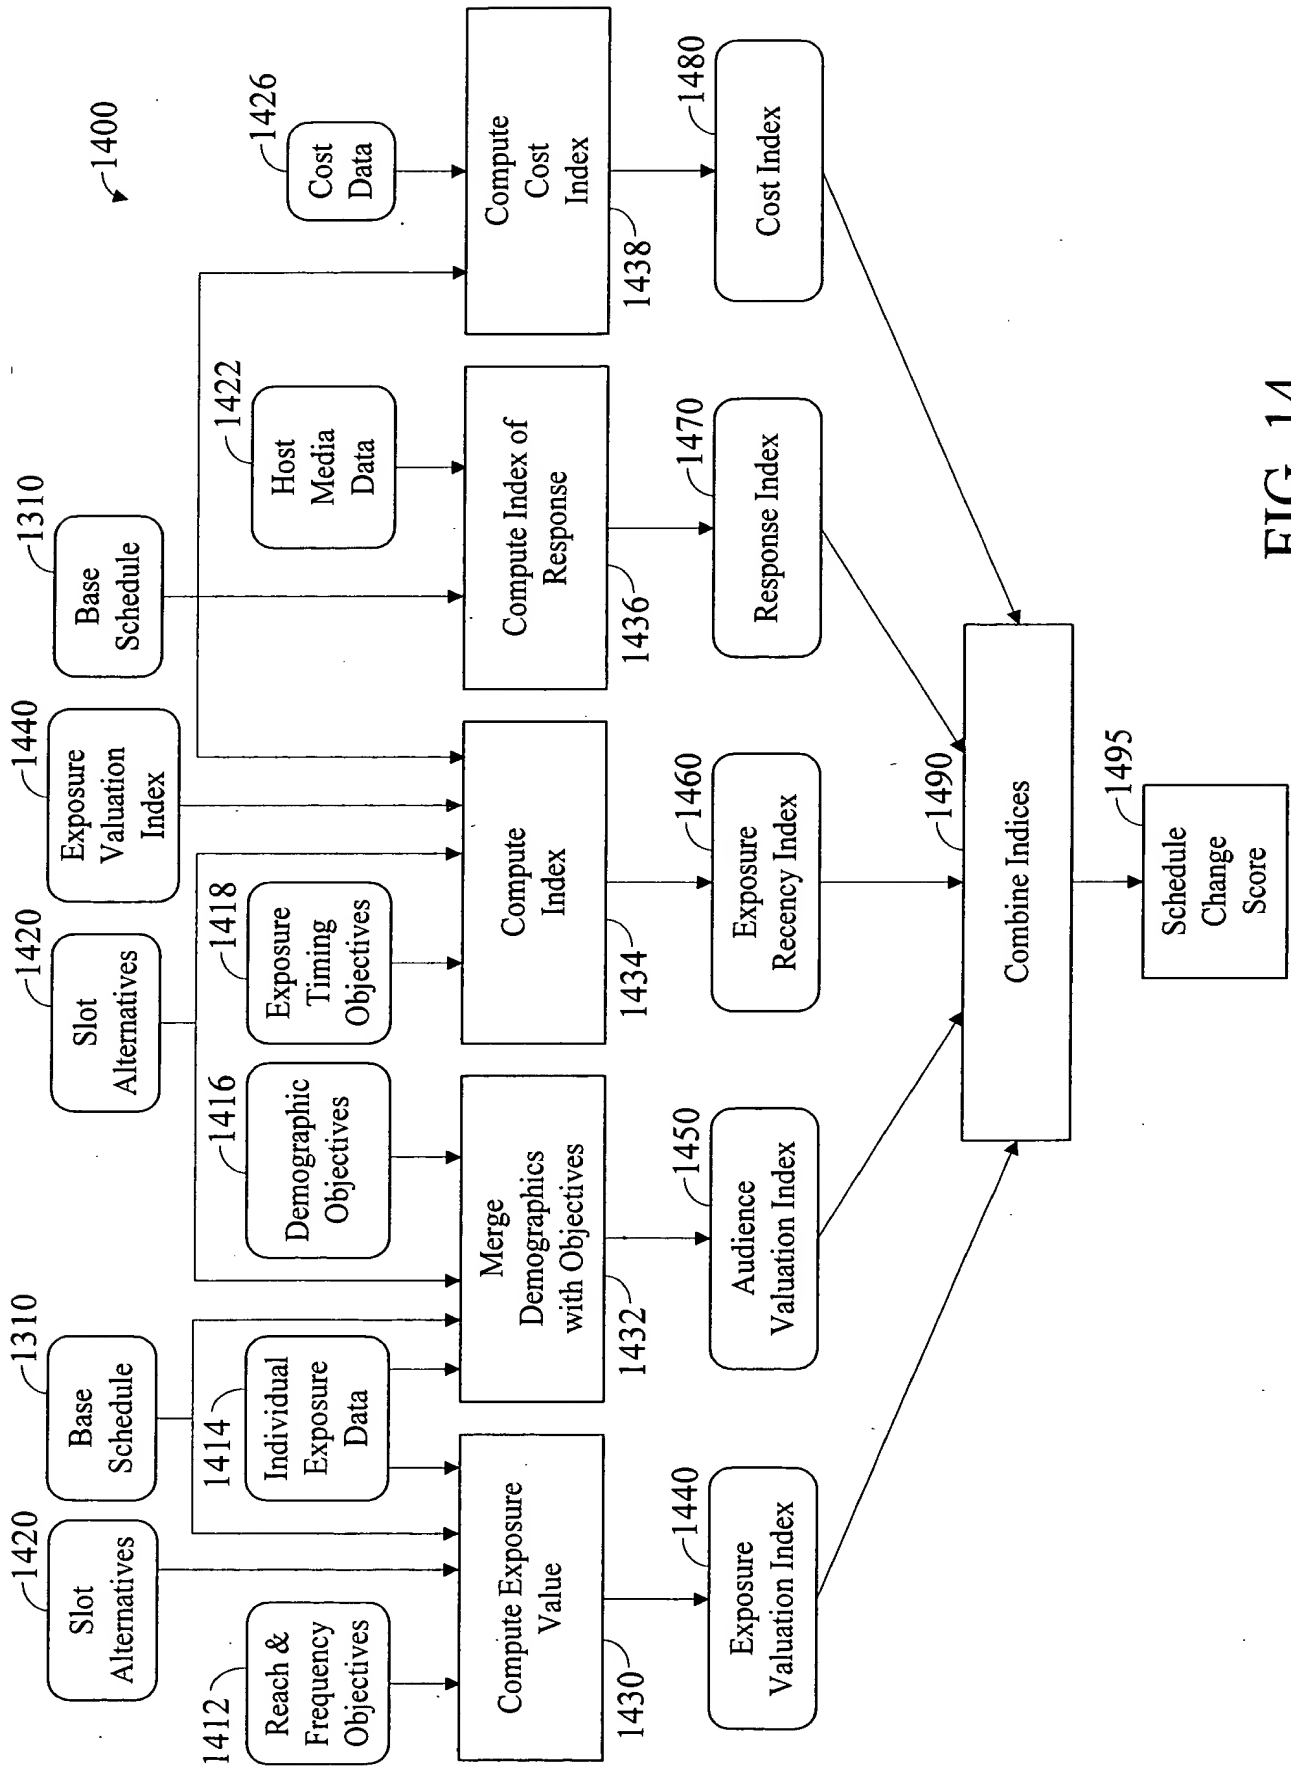 1400
1420
Slot
Alternatives
1310
Base
Schedule
1420
Slot
Alternatives
1440
Exposure
Valuation
Index
1310
Base
Schedule
1412
Reach &
Frequency
Objectives
1414
Individual
Exposure
Data
1416
Demographic
Objectives
1418
Exposure
Timing
Objectives
1422
Host
Media
Data
1426
Cost
Data
Compute Exposure
Value
1430
Merge
Demographics
with Objectives
1432
Compute
Index
1434
Compute Index of
Response
1436
Compute
Cost
Index
1438
1440
Exposure
Valuation Index
1450
Audience
Valuation Index
1460
Exposure
Recency Index
1470
Response Index
1480
Cost Index
1490
Combine Indices
1495
Schedule
Change
Score
FIG. 14